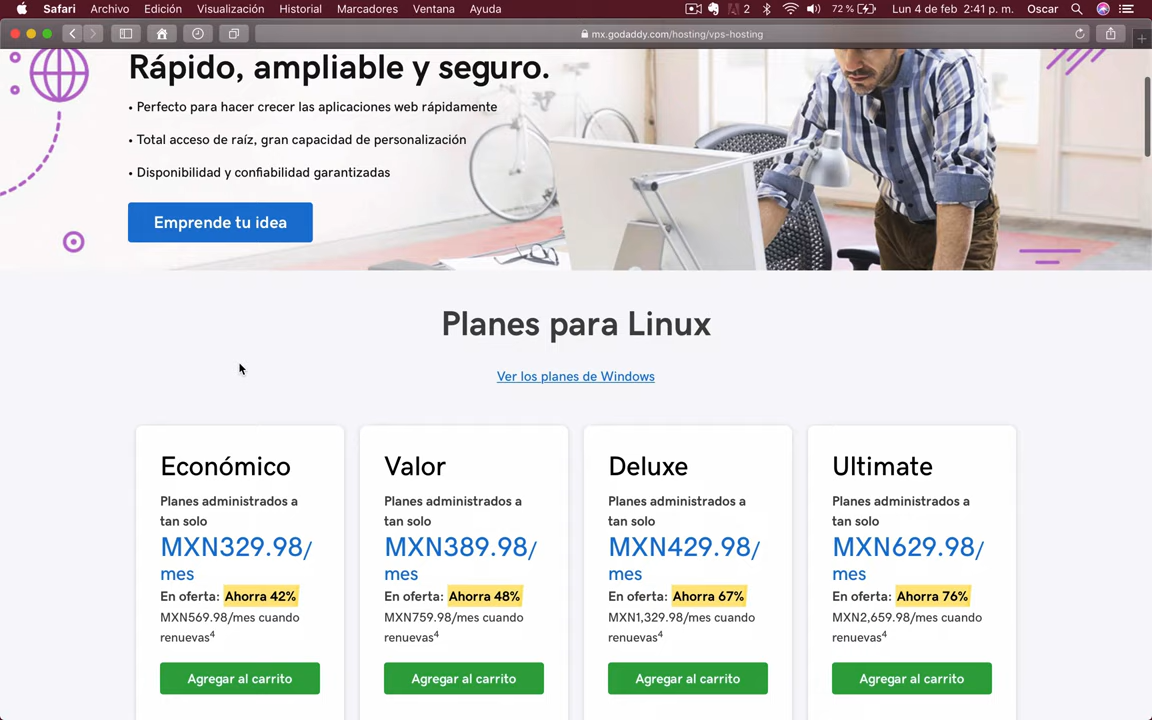 Safari Archivo Edición Visualización Historial Marcadores Ventana Ayuda 2 72 % Lun 4 de feb 2:41 p. m. Oscar
mx.godaddy.com/hosting/vps-hosting
Rápido, ampliable y seguro.
• Perfecto para hacer crecer las aplicaciones web rápidamente
• Total acceso de raíz, gran capacidad de personalización
• Disponibilidad y confiabilidad garantizadas
Emprende tu idea
Planes para Linux
Ver los planes de Windows
Económico
Planes administrados a
tan solo
MXN329.98/
mes
En oferta: Ahorra 42%
MXN569.98/mes cuando
renuevas4
Agregar al carrito
Valor
Planes administrados a
tan solo
MXN389.98/
mes
En oferta: Ahorra 48%
MXN759.98/mes cuando
renuevas4
Agregar al carrito
Deluxe
Planes administrados a
tan solo
MXN429.98/
mes
En oferta: Ahorra 67%
MXN1,329.98/mes cuando
renuevas4
Agregar al carrito
Ultimate
Planes administrados a
tan solo
MXN629.98/
mes
En oferta: Ahorra 76%
MXN2,659.98/mes cuando
renuevas4
Agregar al carrito